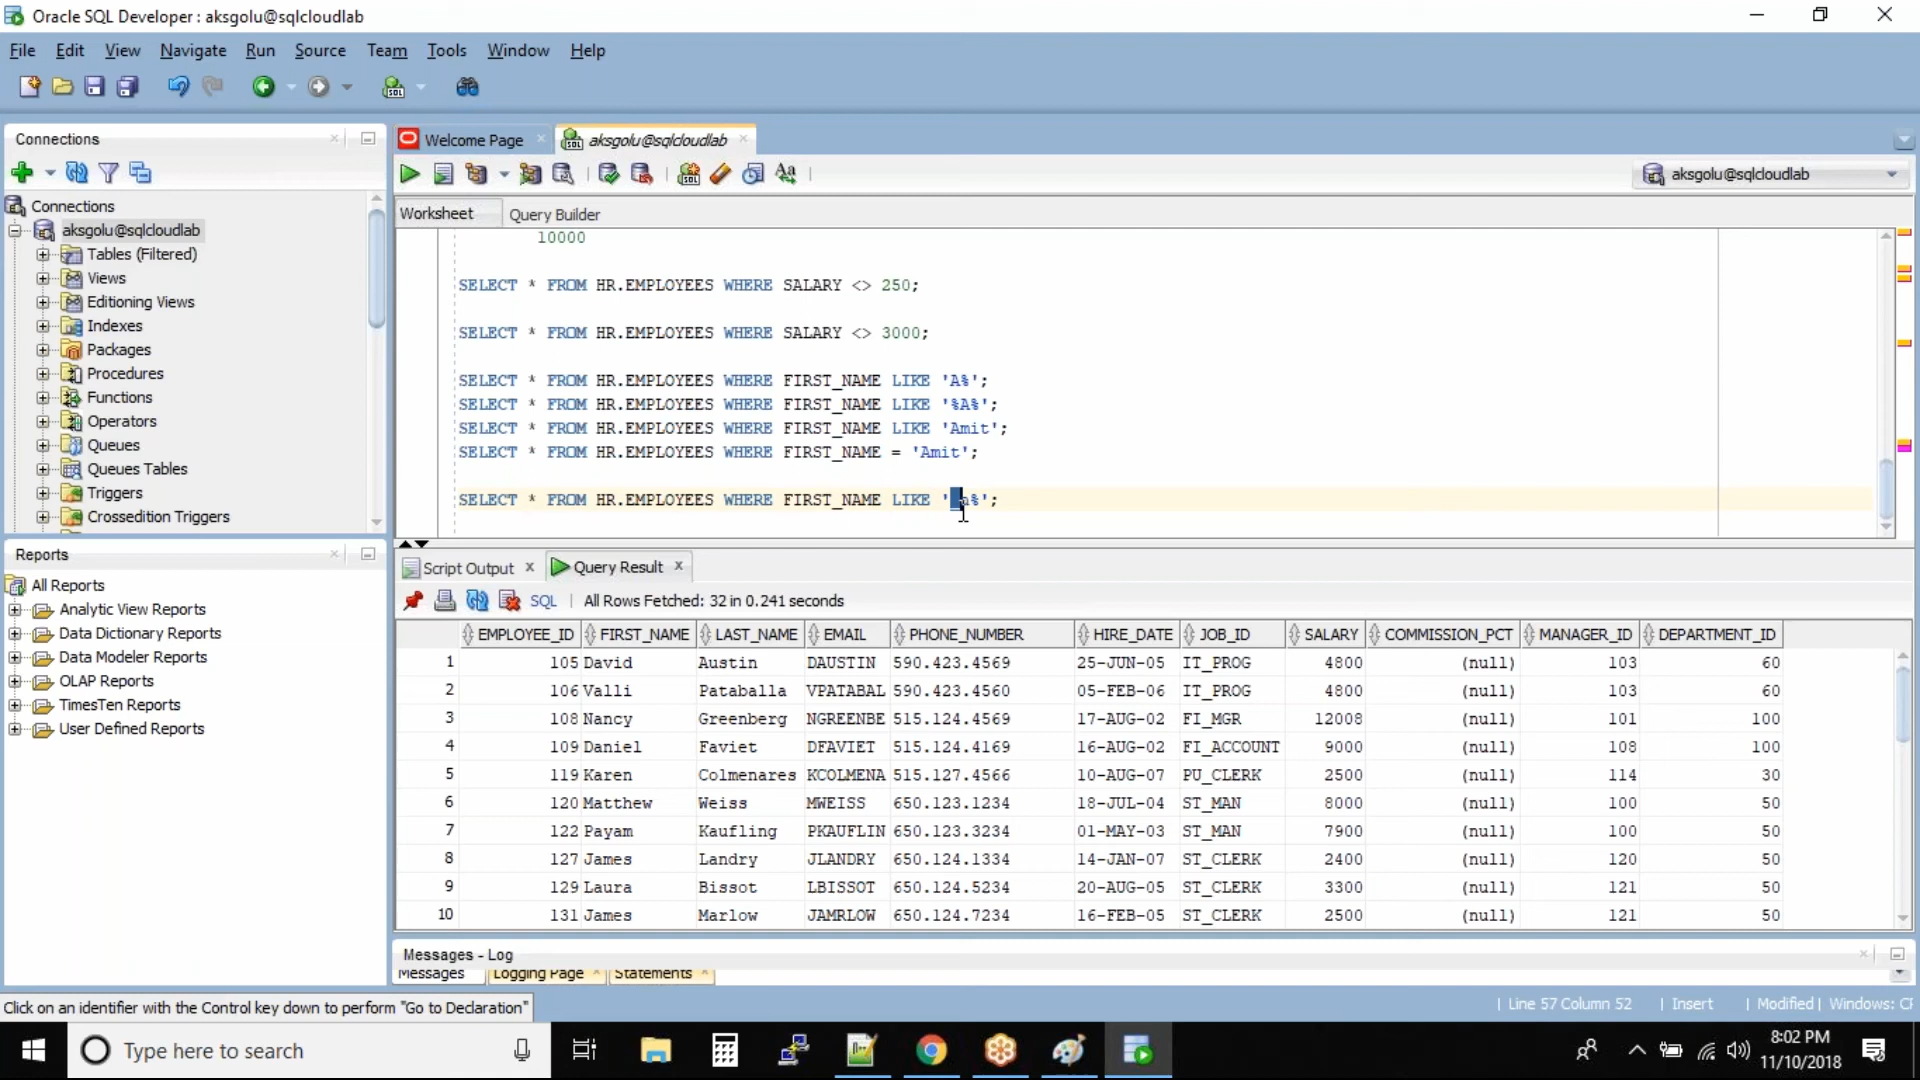 Oracle SQL Developer : aksgolu@sqlcloudlab
File Edit View Navigate Run Source Team Tools Window Help
Connections
Welcome Page
aksgolu@sqlcloudlab
aksgolu@sqlcloudlab
Worksheet Query Builder
Connections
aksgolu@sqlcloudlab
Tables (Filtered)
Views
Editioning Views
Indexes
Packages
Procedures
Functions
Operators
Queues
Queues Tables
Triggers
Crossedition Triggers
10000
SELECT * FROM HR.EMPLOYEES WHERE SALARY <> 250;
SELECT * FROM HR.EMPLOYEES WHERE SALARY <> 3000;
SELECT * FROM HR.EMPLOYEES WHERE FIRST_NAME LIKE 'A%';
SELECT * FROM HR.EMPLOYEES WHERE FIRST_NAME LIKE '%A%';
SELECT * FROM HR.EMPLOYEES WHERE FIRST_NAME LIKE 'Amit';
SELECT * FROM HR.EMPLOYEES WHERE FIRST_NAME = 'Amit';
SELECT * FROM HR.EMPLOYEES WHERE FIRST_NAME LIKE
Reports
All Reports
Analytic View Reports
Data Dictionary Reports
Data Modeler Reports
OLAP Reports
TimesTen Reports
User Defined Reports
Script Output Query Result
SQL | All Rows Fetched: 32 in 0.241 seconds
EMPLOYEE_ID FIRST_NAME LAST_NAME EMAIL PHONE_NUMBER HIRE_DATE JOB_ID SALARY COMMISSION_PCT MANAGER_ID DEPARTMENT_ID
1 105 David Austin DAUSTIN 590.423.4569 25-JUN-05 IT_PROG 4800 (null) 103 60
2 106 Valli Pataballa VPATABAL 590.423.4560 05-FEB-06 IT_PROG 4800 (null) 103 60
3 108 Nancy Greenberg NGREENBE 515.124.4569 17-AUG-02 FI_MGR 12008 (null) 101 100
4 109 Daniel Faviet DFAVIET 515.124.4169 16-AUG-02 FI_ACCOUNT 9000 (null) 108 100
5 119 Karen Colmenares KCOLMENA 515.127.4566 10-AUG-07 PU_CLERK 2500 (null) 114 30
6 120 Matthew Weiss MWEISS 650.123.1234 18-JUL-04 ST_MAN 8000 (null) 100 50
7 122 Payam Kaufling PKAUFLIN 650.123.3234 01-MAY-03 ST_MAN 7900 (null) 100 50
8 127 James Landry JLANDRY 650.124.1334 14-JAN-07 ST_CLERK 2400 (null) 120 50
9 129 Laura Bissot LBISSOT 650.124.5234 20-AUG-05 ST_CLERK 3300 (null) 121 50
10 131 James Marlow JAMRLOW 650.124.7234 16-FEB-05 ST_CLERK 2500 (null) 121 50
Messages - Log
Messages Logging Page Statements
Click on an identifier with the Control key down to perform "Go to Declaration"
| Line 57 Column 52 | Insert | Modified | Windows:
Type here to search
8:02 PM
11/10/2018